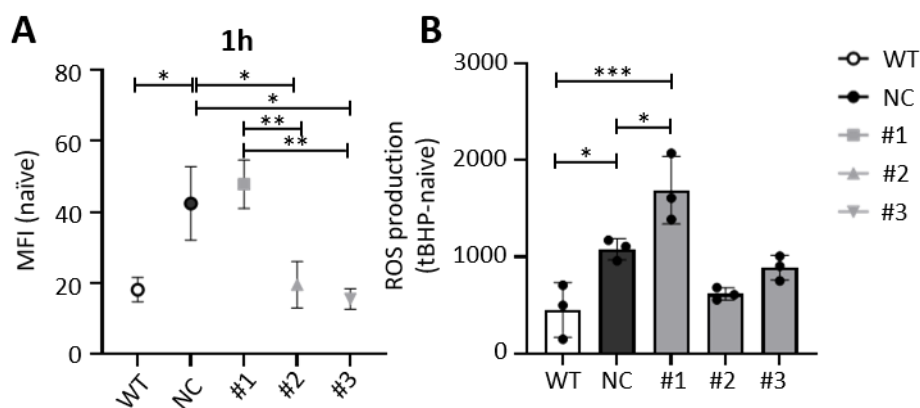 A
1h
MFI (naïve)
80
60
40
20
0
*
*
*
**
**
WT
NC
#1
#2
#3
B
ROS production
(tBHP-naive)
3000
2000
1000
0
***
*
*
WT
NC
#1
#2
#3
WT
NC
#1
#2
#3